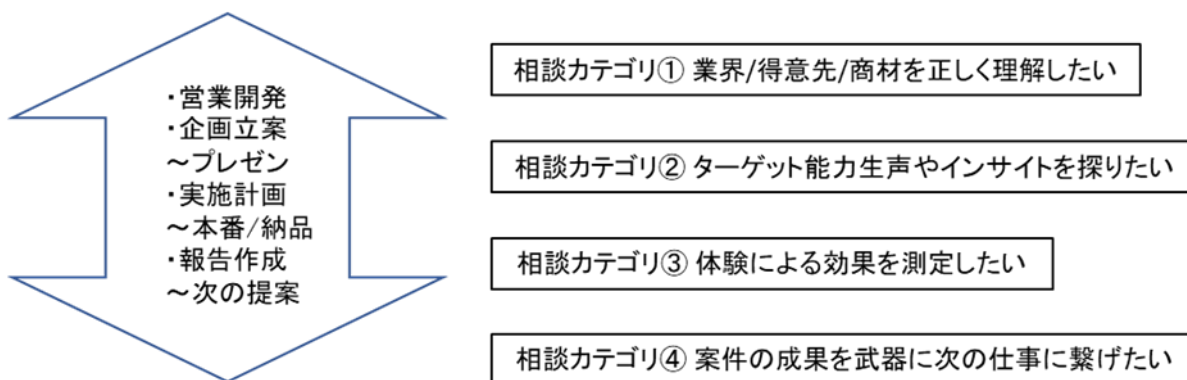 ・営業開発
・企画立案
～プレゼン
・実施計画
～本番/納品
・報告作成
～次の提案
相談カテゴリ① 業界/得意先/商材を正しく理解したい
相談カテゴリ② ターゲット能力生声やインサイトを探りたい
相談カテゴリ③ 体験による効果を測定したい
相談カテゴリ④ 案件の成果を武器に次の仕事に繋げたい